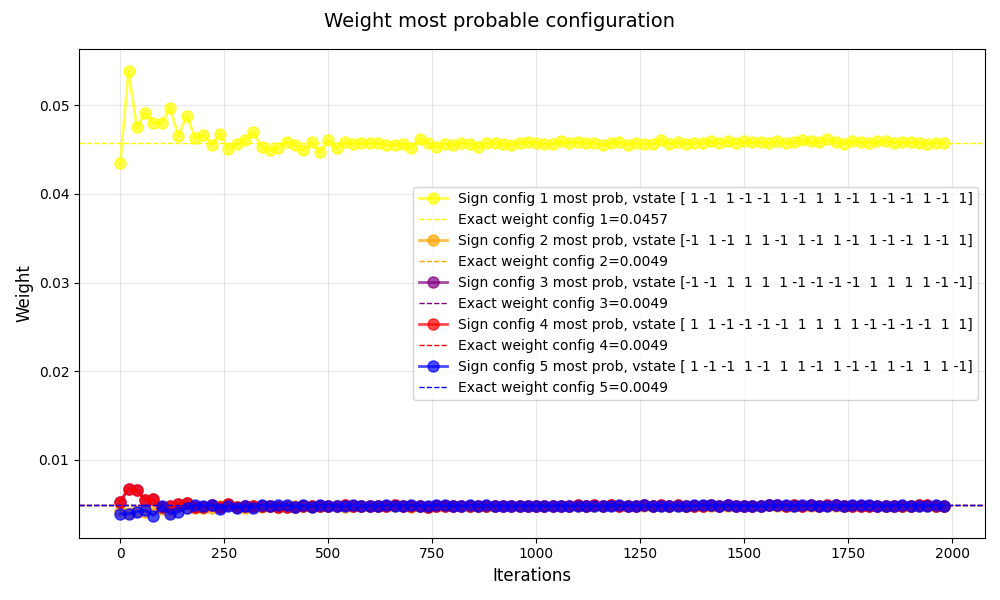 Weight most probable configuration
Weight
0.05
0.04
0.03
0.02
0.01
Sign config 1 most prob, vstate [ 1 -1  1 -1 -1  1 -1  1  1 -1  1 -1 -1  1 -1  1]
Exact weight config 1=0.0457
Sign config 2 most prob, vstate [-1  1 -1  1  1 -1  1 -1  1 -1  1 -1 -1  1 -1  1]
Exact weight config 2=0.0049
Sign config 3 most prob, vstate [-1 -1  1  1  1  1 -1 -1 -1 -1  1  1  1  1 -1 -1]
Exact weight config 3=0.0049
Sign config 4 most prob, vstate [ 1  1 -1 -1 -1 -1  1  1  1  1 -1 -1 -1 -1  1  1]
Exact weight config 4=0.0049
Sign config 5 most prob, vstate [ 1 -1 -1  1 -1  1  1 -1  1 -1 -1  1 -1  1  1 -1]
Exact weight config 5=0.0049
0 250 500 750 1000 1250 1500 1750 2000
Iterations